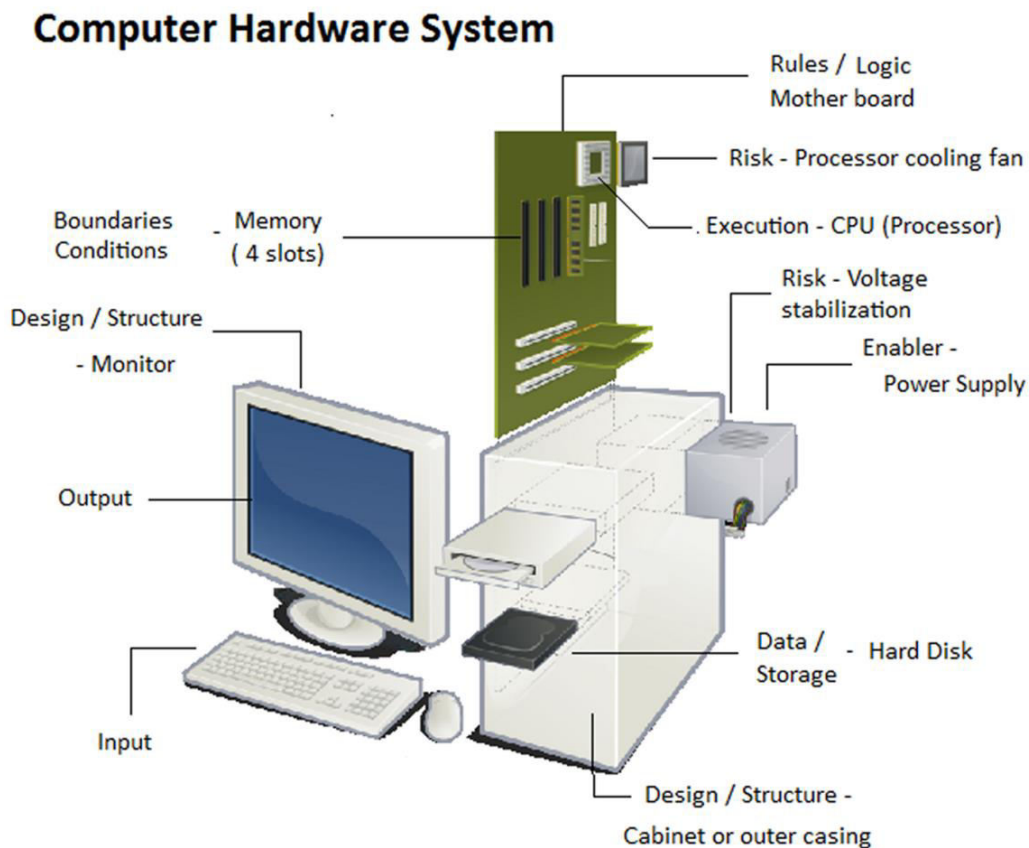 Computer Hardware System
Rules / Logic
Mother board
Risk - Processor cooling fan
. Execution - CPU (Processor)
Boundaries - Memory
Conditions ( 4 slots)
Risk - Voltage
stabilization
Design / Structure
- Monitor
Enabler -
Power Supply
Output
Data / - Hard Disk
Storage
Input
Design / Structure -
Cabinet or outer casing